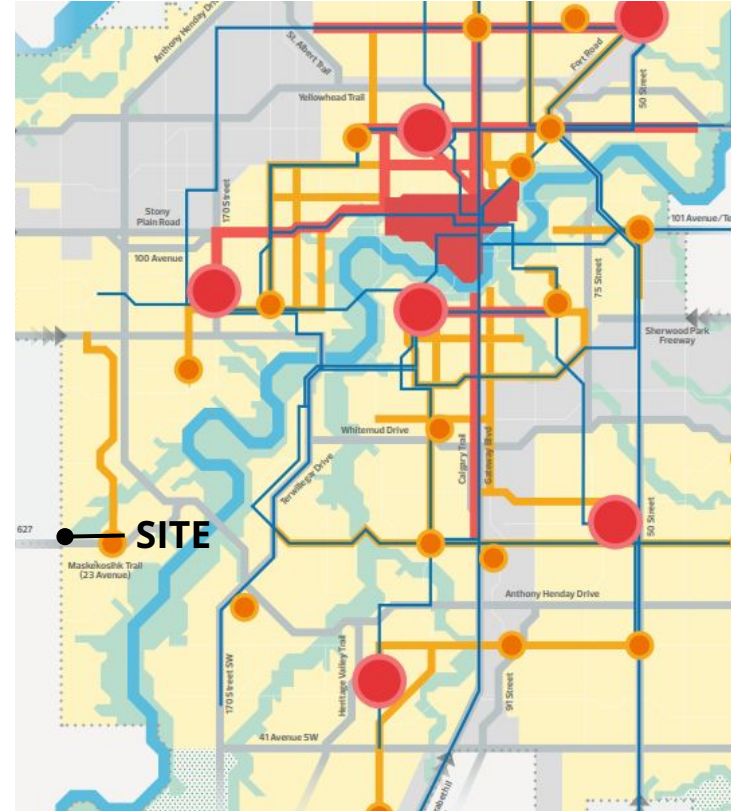 Anthony Henday Dr
St. Albert Trail
Fort Road
50 Street
Yellowhead Trail
170 Street
Stony
Plain Road
100 Avenue
101 Avenue/Te
75 Street
Sherwood Park
Freeway
Whitemud Drive
Terwillegar Drive
Calgary Trail
Gateway Blvd
50 Street
627
SITE
Maskekosihk Trail
(23 Avenue)
Anthony Henday Drive
170 Street SW
Heritage Valley Trail
91 Street
41 Avenue SW